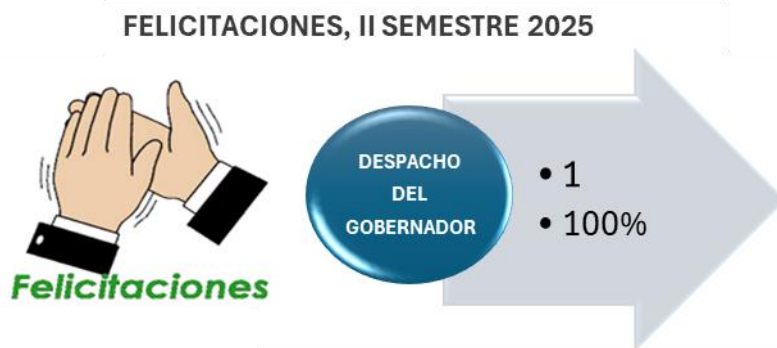 FELICITACIONES, II SEMESTRE 2025
Felicitaciones
DESPACHO
DEL
GOBERNADOR
• 1
• 100%